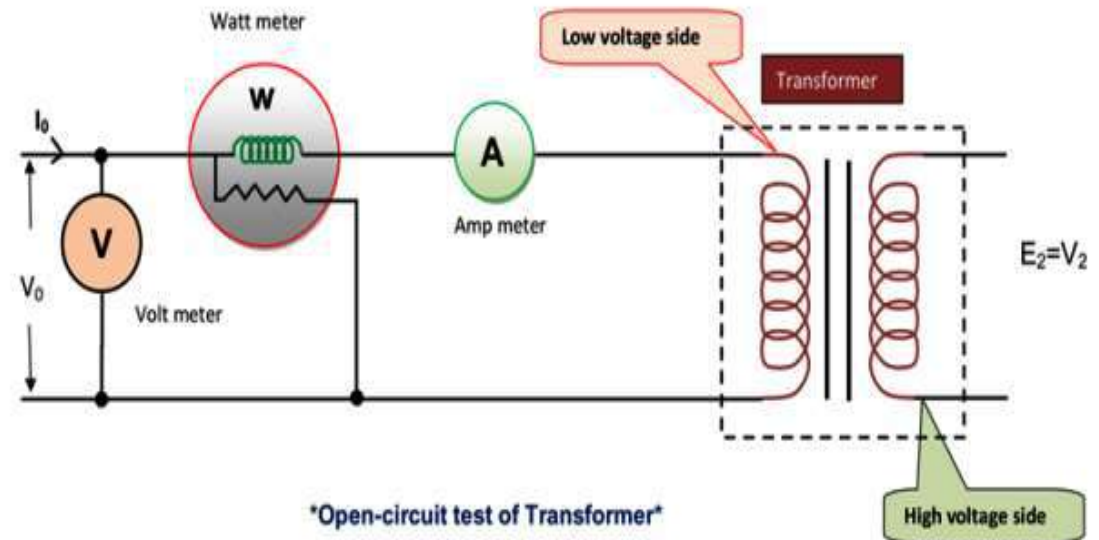 Watt meter
Low voltage side
Transformer
W
I₀
A
V
Amp meter
E₂=V₂
V₀
Volt meter
*Open-circuit test of Transformer*
High voltage side